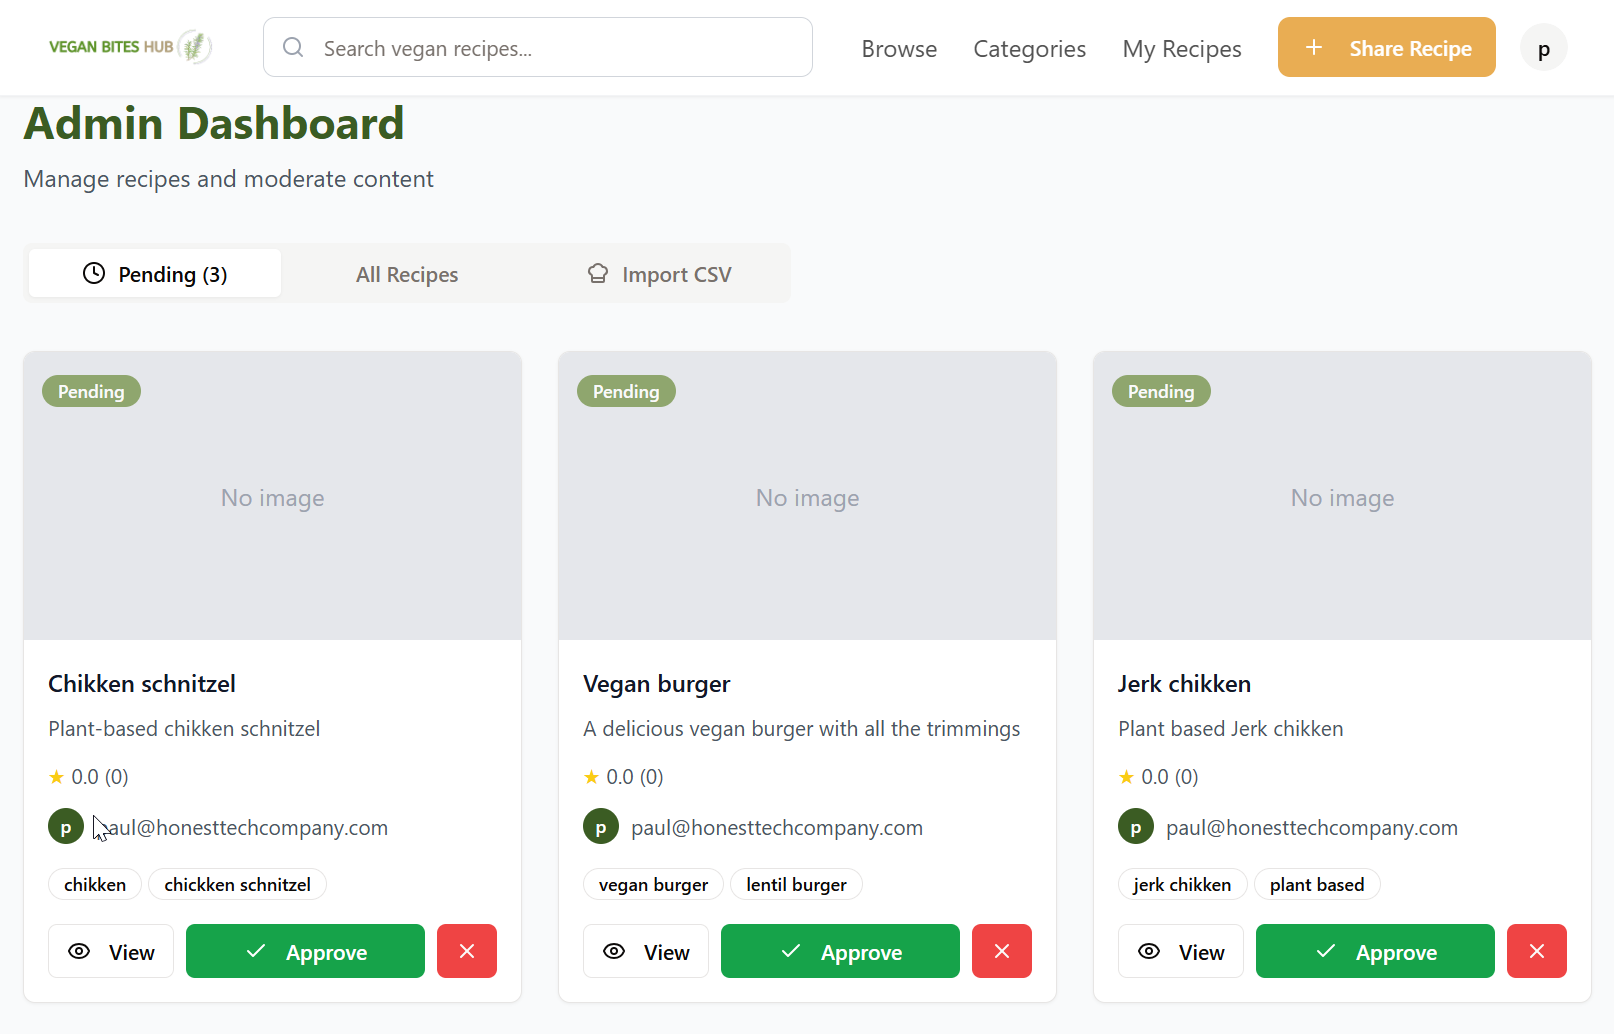 VEGAN BITES HUB
Search vegan recipes...
Browse
Categories
My Recipes
Share Recipe
p
Admin Dashboard
Manage recipes and moderate content
Pending (3)
All Recipes
Import CSV
Pending
No image
Chikken schnitzel
Plant-based chikken schnitzel
0.0 (0)
p
paul@honesttechcompany.com
chikken
chickken schnitzel
View
Approve
Pending
No image
Vegan burger
A delicious vegan burger with all the trimmings
0.0 (0)
p
paul@honesttechcompany.com
vegan burger
lentil burger
View
Approve
Pending
No image
Jerk chikken
Plant based Jerk chikken
0.0 (0)
p
paul@honesttechcompany.com
jerk chikken
plant based
View
Approve